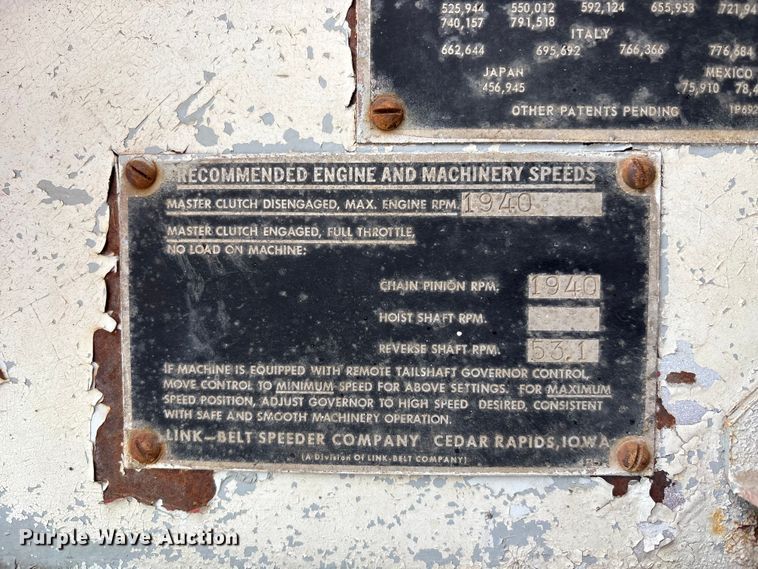 525,944 550,012 592,124 655,953 721,94
740,157 791,518
ITALY
662,644 695,692 766,366 776,684
JAPAN MEXICO
456,945 75,910 78,4
OTHER PATENTS PENDING 1P692
RECOMMENDED ENGINE AND MACHINERY SPEEDS
MASTER CLUTCH DISENGAGED, MAX. ENGINE RPM. 1940
MASTER CLUTCH ENGAGED, FULL THROTTLE,
NO LOAD ON MACHINE:
CHAIN PINION RPM. 1940
HOIST SHAFT RPM.
REVERSE SHAFT RPM. 53.1
IF MACHINE IS EQUIPPED WITH REMOTE TAILSHAFT GOVERNOR CONTROL,
MOVE CONTROL TO MINIMUM SPEED FOR ABOVE SETTINGS. FOR MAXIMUM
SPEED POSITION, ADJUST GOVERNOR TO HIGH SPEED DESIRED, CONSISTENT
WITH SAFE AND SMOOTH MACHINERY OPERATION.
LINK-BELT SPEEDER COMPANY CEDAR RAPIDS, IOWA
(A Division OF LINK-BELT COMPANY)
Purple Wave Auction